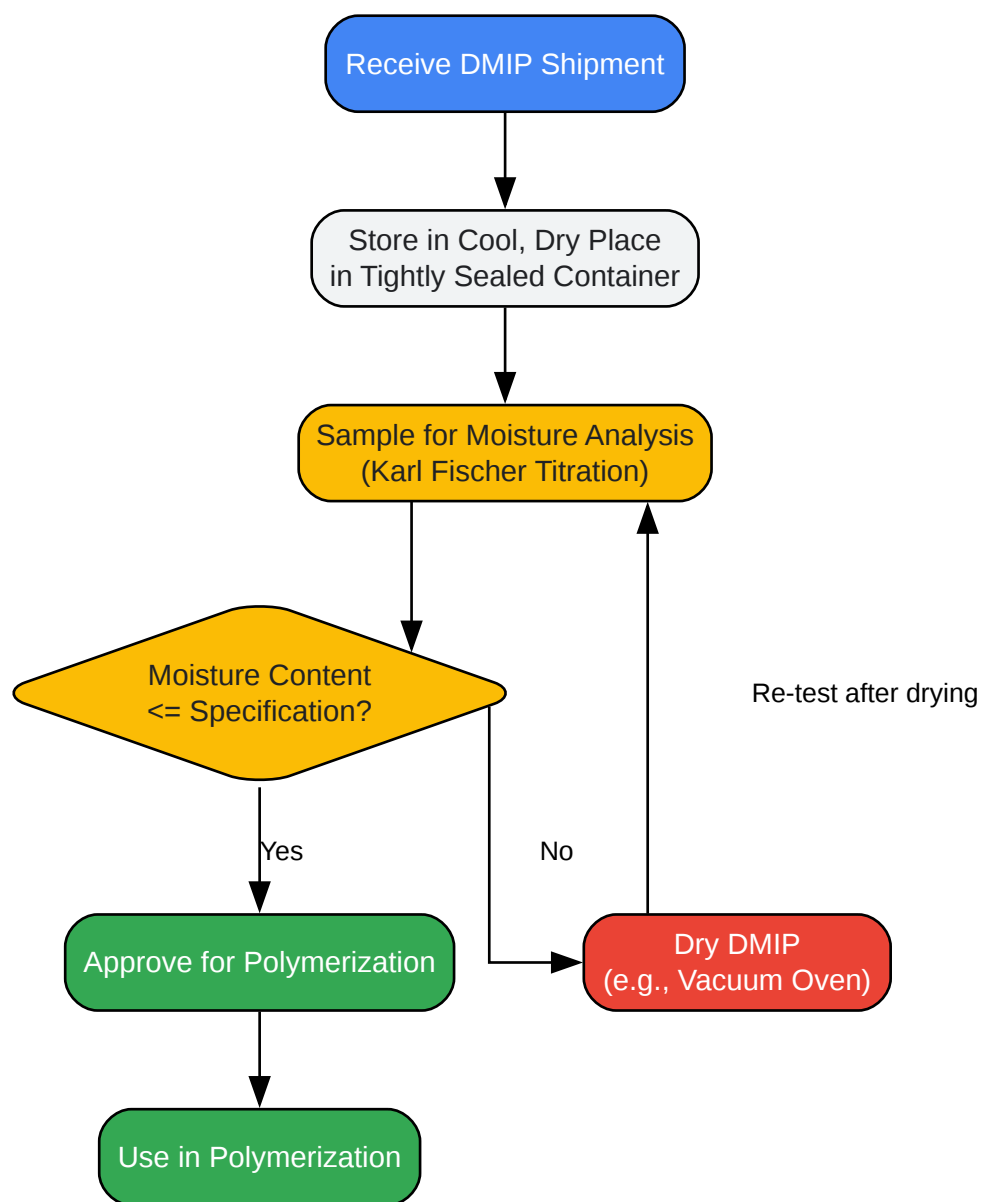 Receive DMIP Shipment
Store in Cool, Dry Place
in Tightly Sealed Container
Sample for Moisture Analysis
(Karl Fischer Titration)
Moisture Content
<= Specification?
Re-test after drying
Yes
No
Approve for Polymerization
Dry DMIP
(e.g., Vacuum Oven)
Use in Polymerization